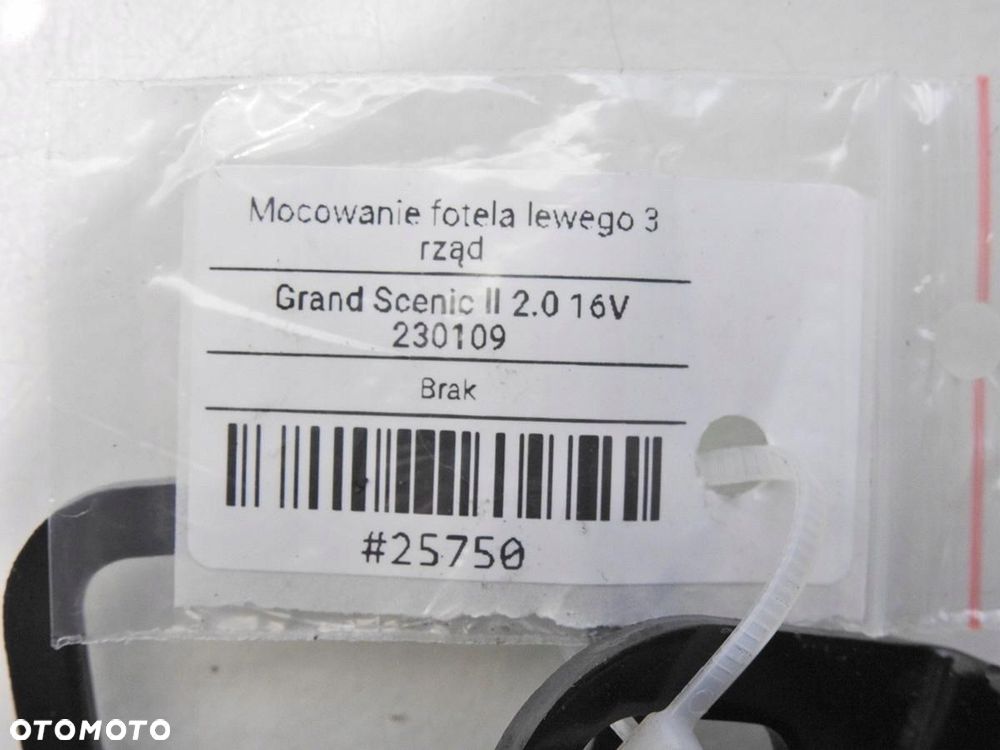 Mocowanie fotela lewego 3
rząd
Grand Scenic II 2.0 16V
230109
Brak
#25750
OTOMOTO